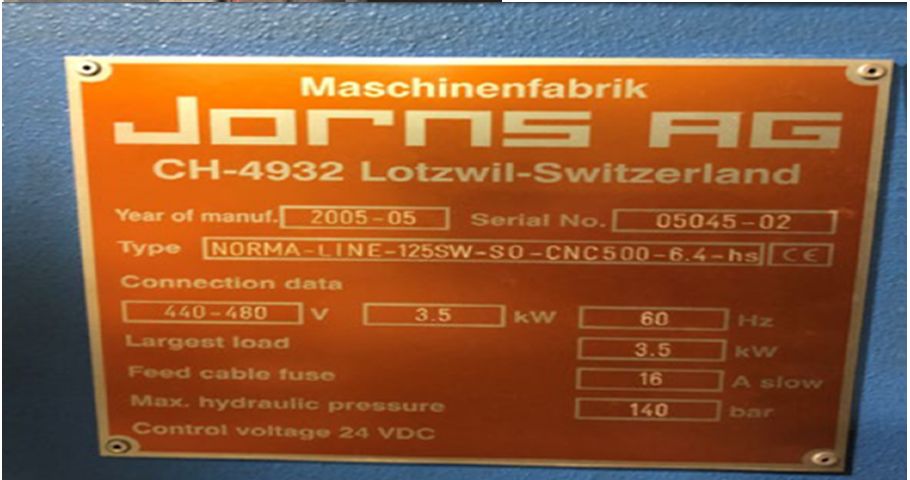 Maschinenfabrik
Jorns AG
CH-4932 Lotzwil-Switzerland
Year of manuf. 2005-05 Serial No. 05045-02
Type NORMA-LINE-125SW-SO-CNC500-6.4-hs CE
Connection data
440-480 V 3.5 kW 60 Hz
Largest load 3.5 kW
Feed cable fuse 16 A slow
Max. hydraulic pressure 140 bar
Control voltage 24 VDC